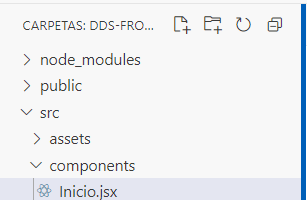 CARPETAS: DDS-FRO...
node_modules
public
src
assets
components
Inicio.jsx